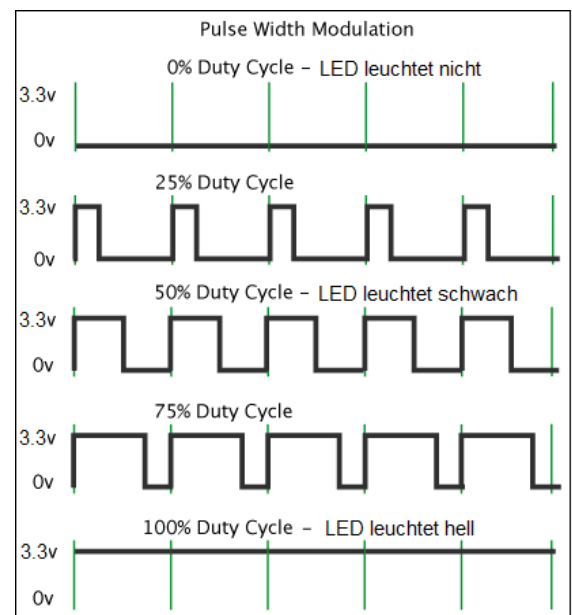 Pulse Width Modulation
0% Duty Cycle – LED leuchtet nicht
3.3v
0v
25% Duty Cycle
3.3v
0v
50% Duty Cycle – LED leuchtet schwach
3.3v
0v
75% Duty Cycle
3.3v
0v
100% Duty Cycle – LED leuchtet hell
3.3v
0v